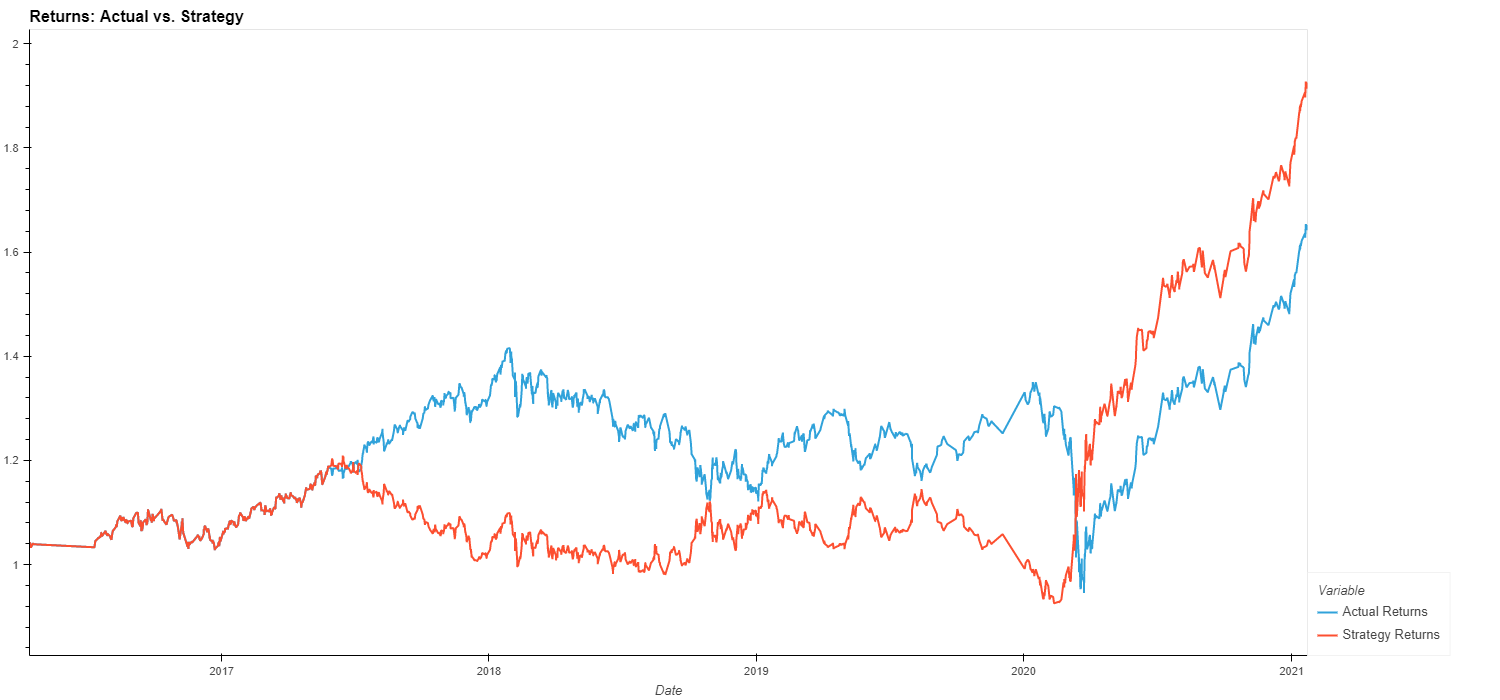 Returns: Actual vs. Strategy
2
1.8
1.6
1.4
1.2
1
2017
2018
2019
2020
2021
Date
Variable
Actual Returns
Strategy Returns